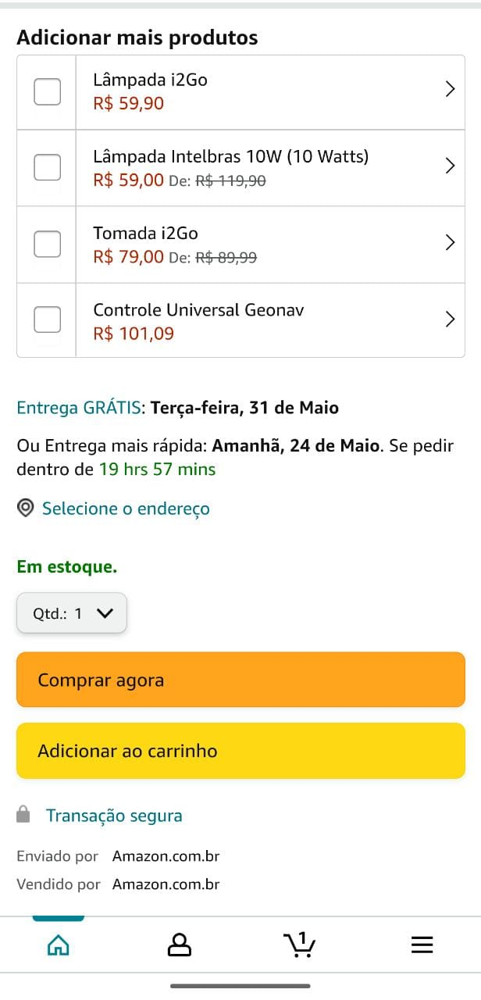 Adicionar mais produtos
Lâmpada i2Go
R$ 59,90
Lâmpada Intelbras 10W (10 Watts)
R$ 59,00 De: R$ 119,90
Tomada i2Go
R$ 79,00 De: R$ 89,99
Controle Universal Geonav
R$ 101,09
Entrega GRÁTIS: Terça-feira, 31 de Maio
Ou Entrega mais rápida: Amanhã, 24 de Maio. Se pedir
dentro de 19 hrs 57 mins
Selecione o endereço
Em estoque.
Qtd.: 1
Comprar agora
Adicionar ao carrinho
Transação segura
Enviado por Amazon.com.br
Vendido por Amazon.com.br
1